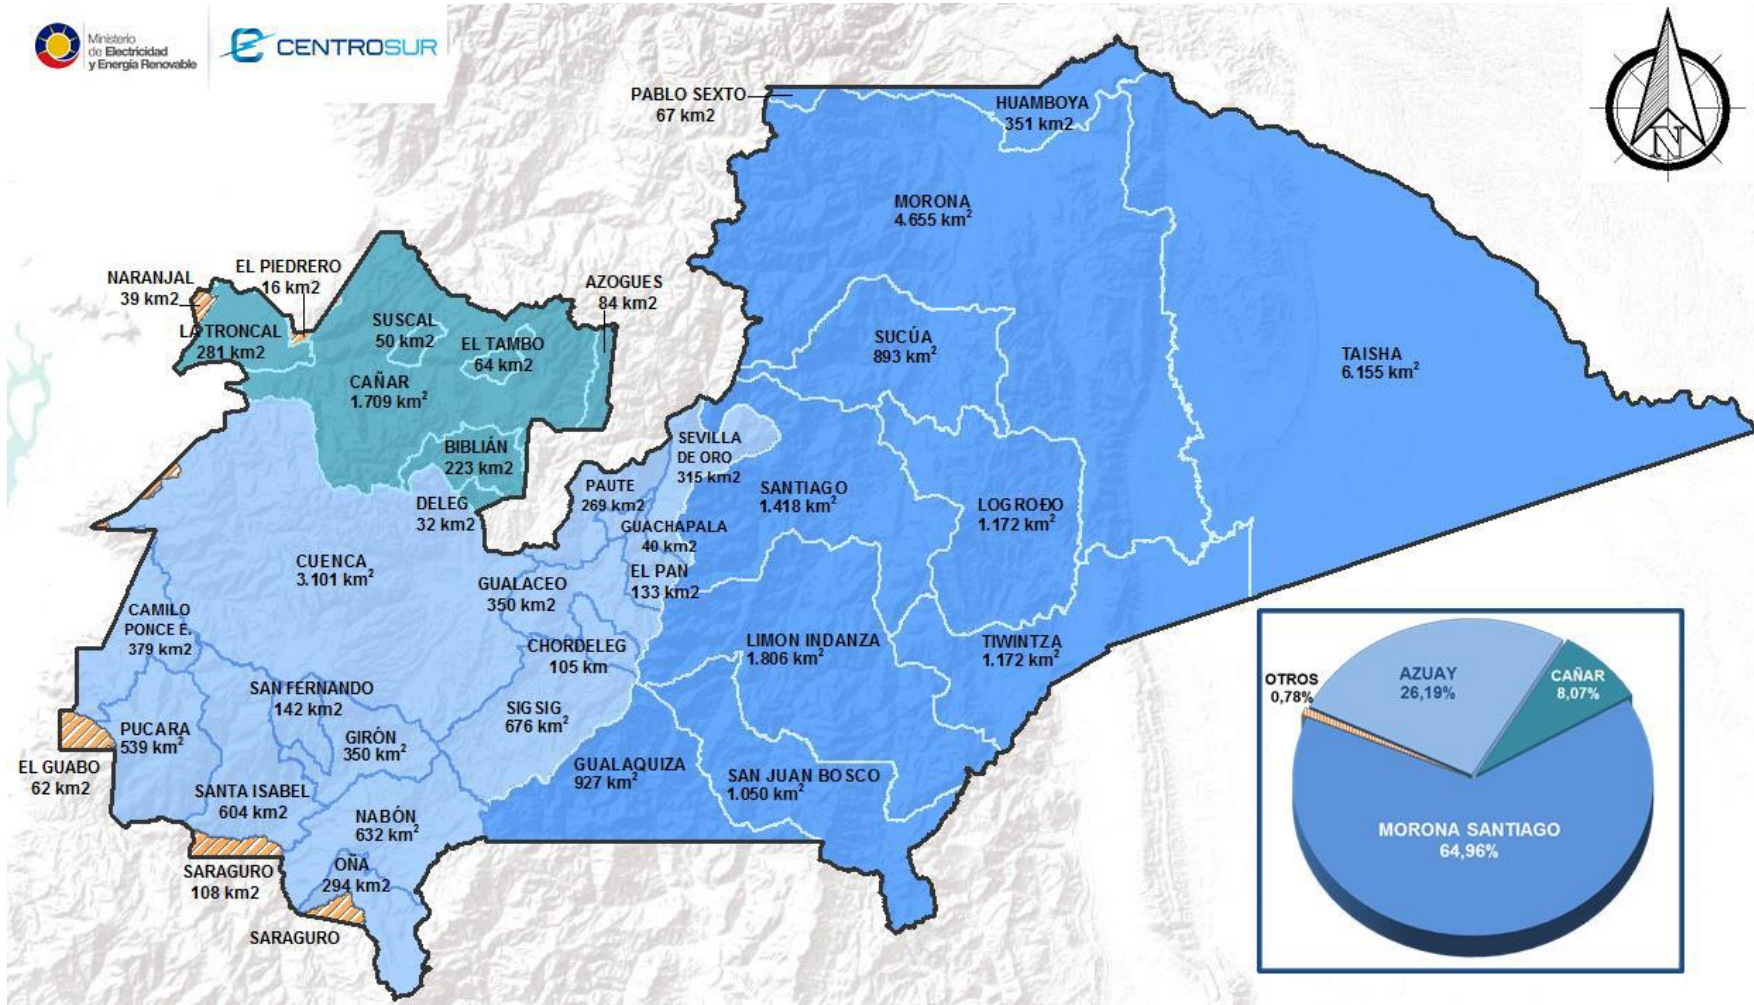 Ministerio
de Electricidad
y Energía Renovable
CENTROSUR
N
PABLO SEXTO
67 km2
HUAMBOYA
351 km2
MORONA
4.655 km²
NARANJAL
39 km2
EL PIEDRERO
16 km2
AZOGUES
84 km2
LA TRONCAL
281 km2
SUSCAL
50 km2
EL TAMBO
64 km2
SUCÚA
893 km²
TAISHA
6.155 km²
CAÑAR
1.709 km²
BIBLIÁN
223 km2
SEVILLA
DE ORO
315 km2
PAUTE
269 km2
SANTIAGO
1.418 km²
LOGROÐO
1.172 km²
DELEG
32 km2
GUACHAPALA
40 km2
CUENCA
3.101 km²
GUALACEO
350 km2
EL PAN
133 km2
CAMILO
PONCE E.
379 km2
CHORDELEG
105 km
LIMON INDANZA
1.806 km²
TIWINTZA
1.172 km²
SAN FERNANDO
142 km2
SIGSIG
676 km²
PUCARA
539 km²
GIRÓN
350 km²
EL GUABO
62 km2
GUALAQUIZA
927 km²
SAN JUAN BOSCO
1.050 km²
SANTA ISABEL
604 km2
NABÓN
632 km²
SARAGURO
108 km2
OÑA
294 km2
SARAGURO
OTROS
0,78%
AZUAY
26,19%
CAÑAR
8,07%
MORONA SANTIAGO
64,96%